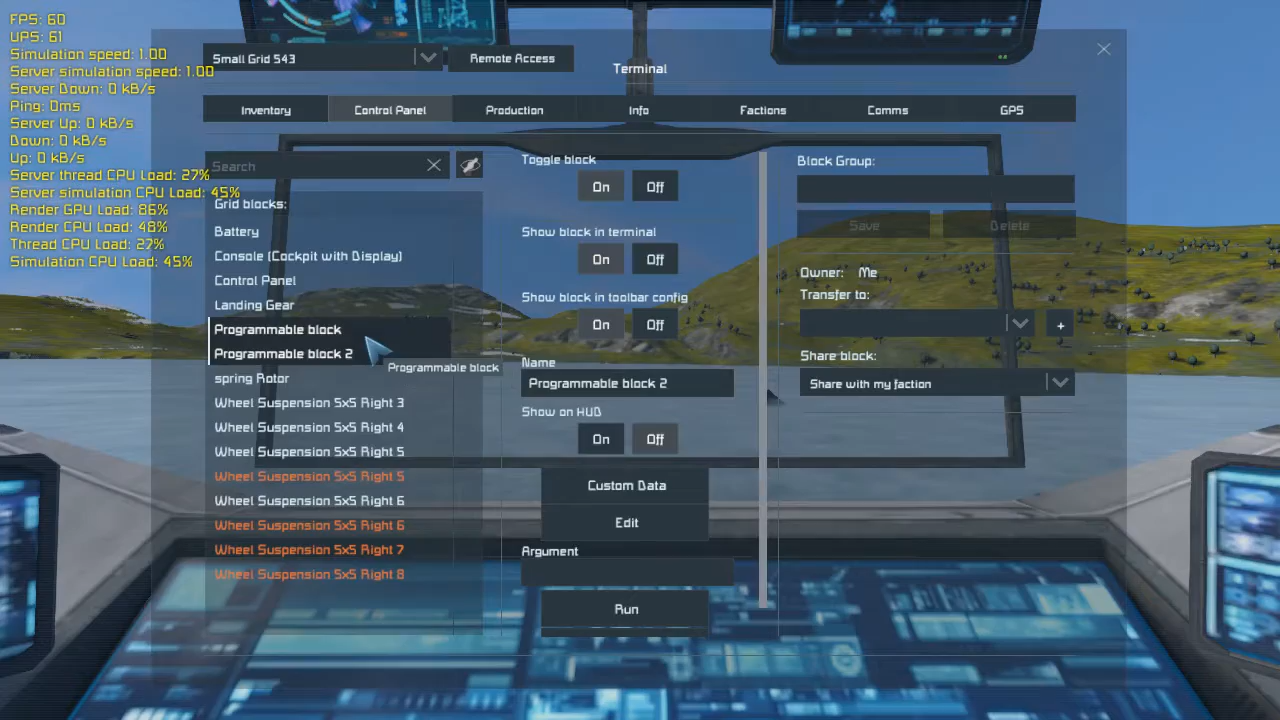 FPS: 60
UPS: 61
Simulation speed: 1.00
Server simulation speed: 1.00
Server Down: 0 kB/s
Ping: 0ms
Server Up: 0 kB/s
Down: 0 kB/s
Up: 0 kB/s
Server thread CPU Load: 27%
Server simulation CPU Load: 45%
Render GPU Load: 86%
Render CPU Load: 48%
Thread CPU Load: 27%
Simulation CPU Load: 45%
Small Grid 543
Remote Access
Terminal
Inventory
Control Panel
Production
Info
Factions
Comms
GPS
Search
Grid blocks:
Battery
Console (Cockpit with Display)
Control Panel
Landing Gear
Programmable block
Programmable block 2
Programmable block
spring Rotor
Wheel Suspension 5x5 Right 3
Wheel Suspension 5x5 Right 4
Wheel Suspension 5x5 Right 5
Wheel Suspension 5x5 Right 5
Wheel Suspension 5x5 Right 6
Wheel Suspension 5x5 Right 6
Wheel Suspension 5x5 Right 7
Wheel Suspension 5x5 Right 8
Toggle block
On Off
Show block in terminal
On Off
Show block in toolbar config
On Off
Name
Programmable block 2
Show on HUD
On Off
Custom Data
Edit
Argument
Run
Block Group:
Save
Delete
Owner: Me
Transfer to:
+
Share block:
Share with my faction